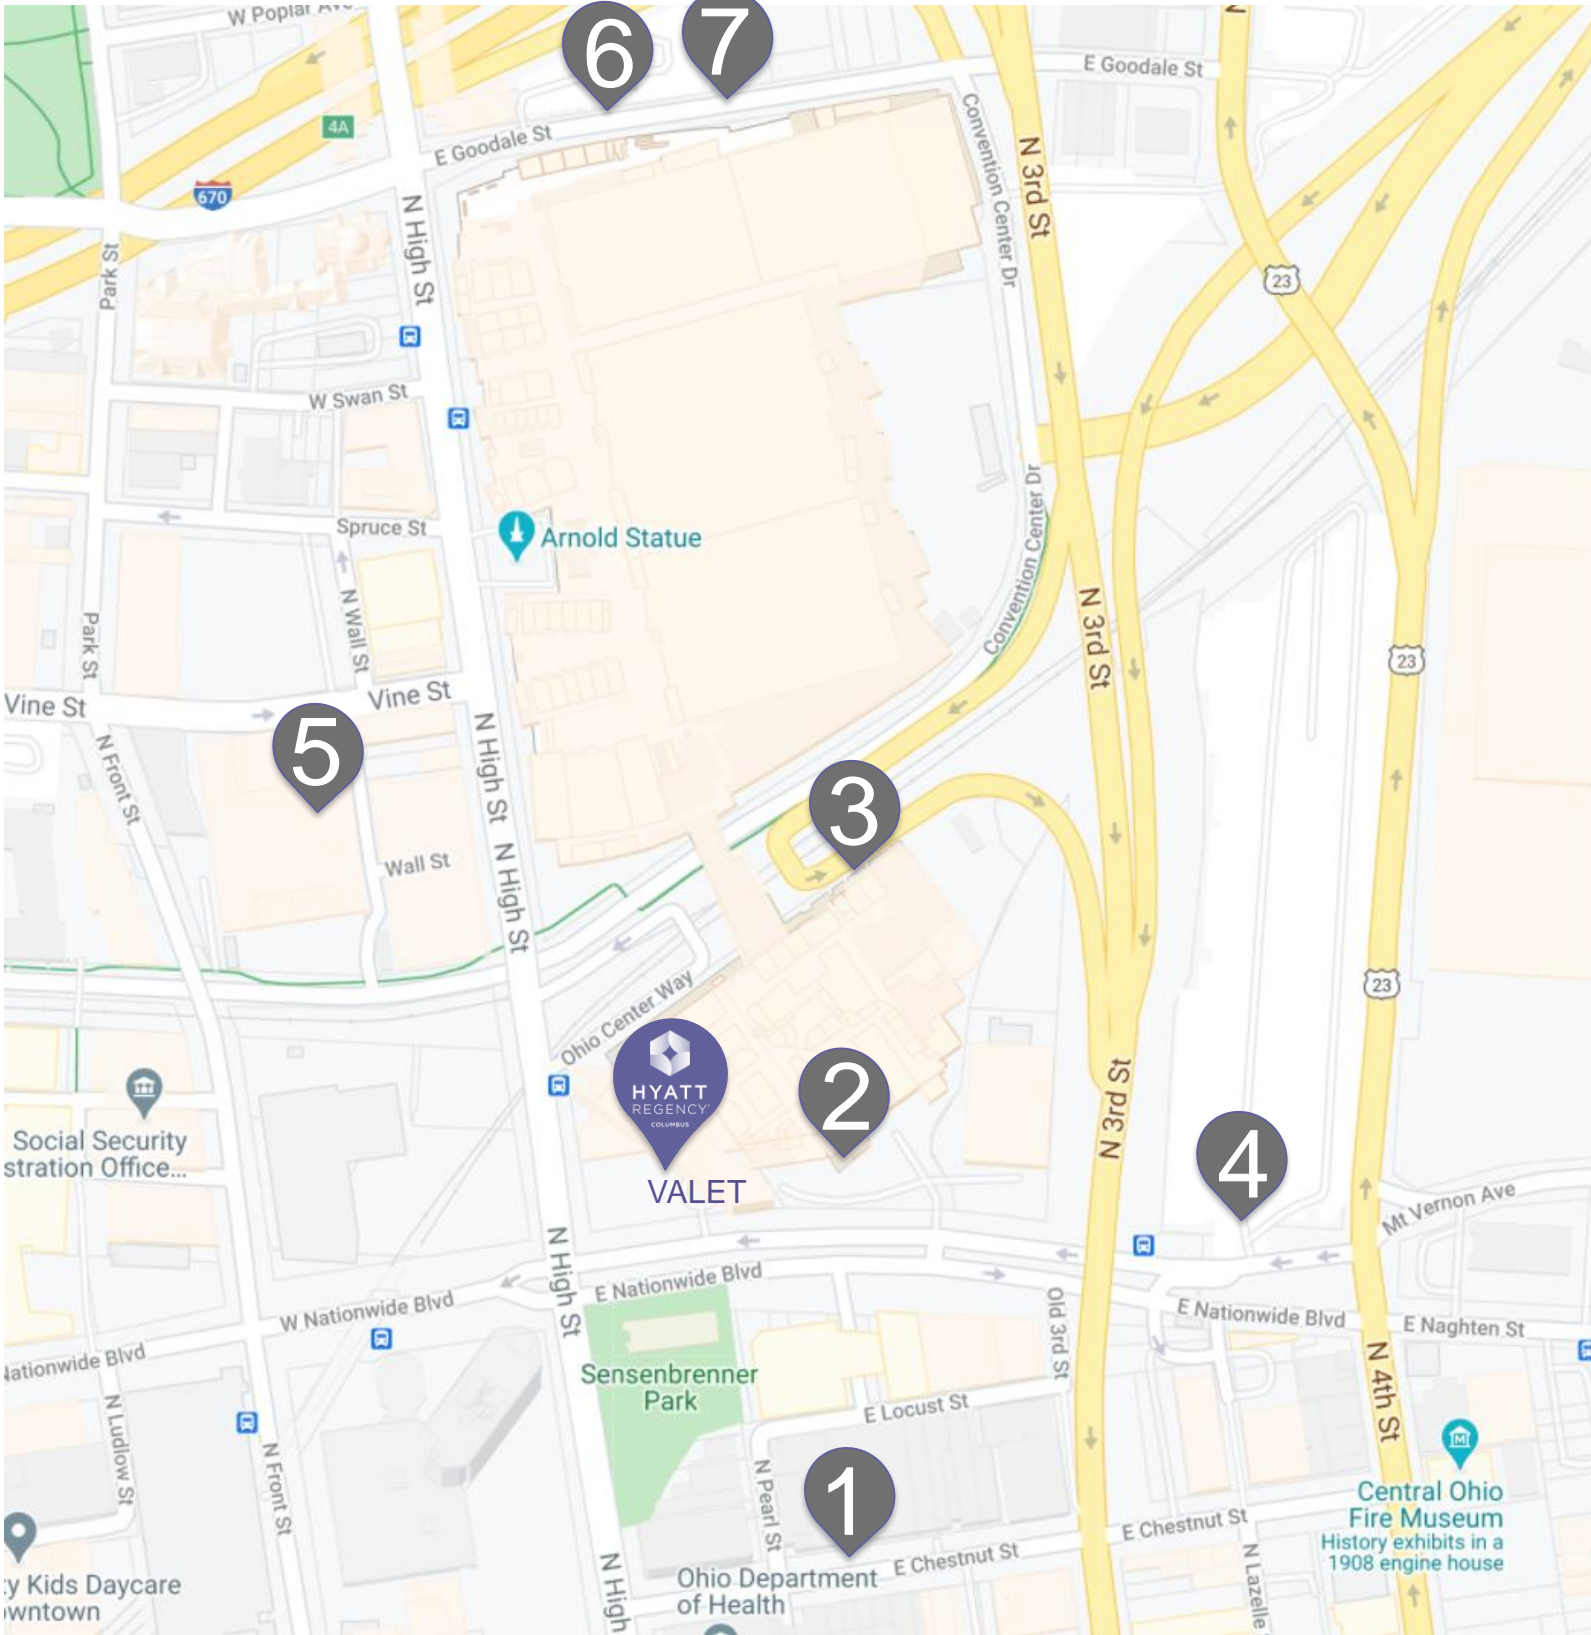 W Poplar Ave
6
7
N
E Goodale St
4A
E Goodale St
670
N High St
Convention Center Dr
N 3rd St
Park St
23
W Swan St
Spruce St
Arnold Statue
Convention Center Dr
N Wall St
Park St
N 3rd St
23
Vine St
Vine St
5
N High St
N Front St
3
Wall St
N High St
23
Ohio Center Way
HYATT
REGENCY
COLUMBUS
VALET
2
N 3rd St
4
Social Security
stration Office...
Mt Vernon Ave
N High St
E Nationwide Blvd
W Nationwide Blvd
Nationwide Blvd
Old 3rd St
E Nationwide Blvd
E Naghten St
Sensenbrenner
Park
N 4th St
E Locust St
N Ludlow St
N Front St
N Pearl St
1
Central Ohio
Fire Museum
History exhibits in a
1908 engine house
E Chestnut St
E Chestnut St
N High
N Lazelle
Ohio Department
of Health
ty Kids Daycare
owntown